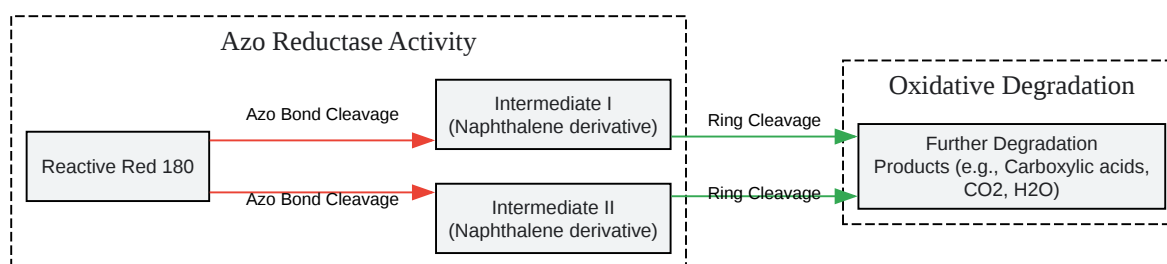 Azo Reductase Activity
Oxidative Degradation
Reactive Red 180
Azo Bond Cleavage
Azo Bond Cleavage
Intermediate I
(Naphthalene derivative)
Intermediate II
(Naphthalene derivative)
Ring Cleavage
Ring Cleavage
Further Degradation
Products (e.g., Carboxylic acids,
CO2, H2O)